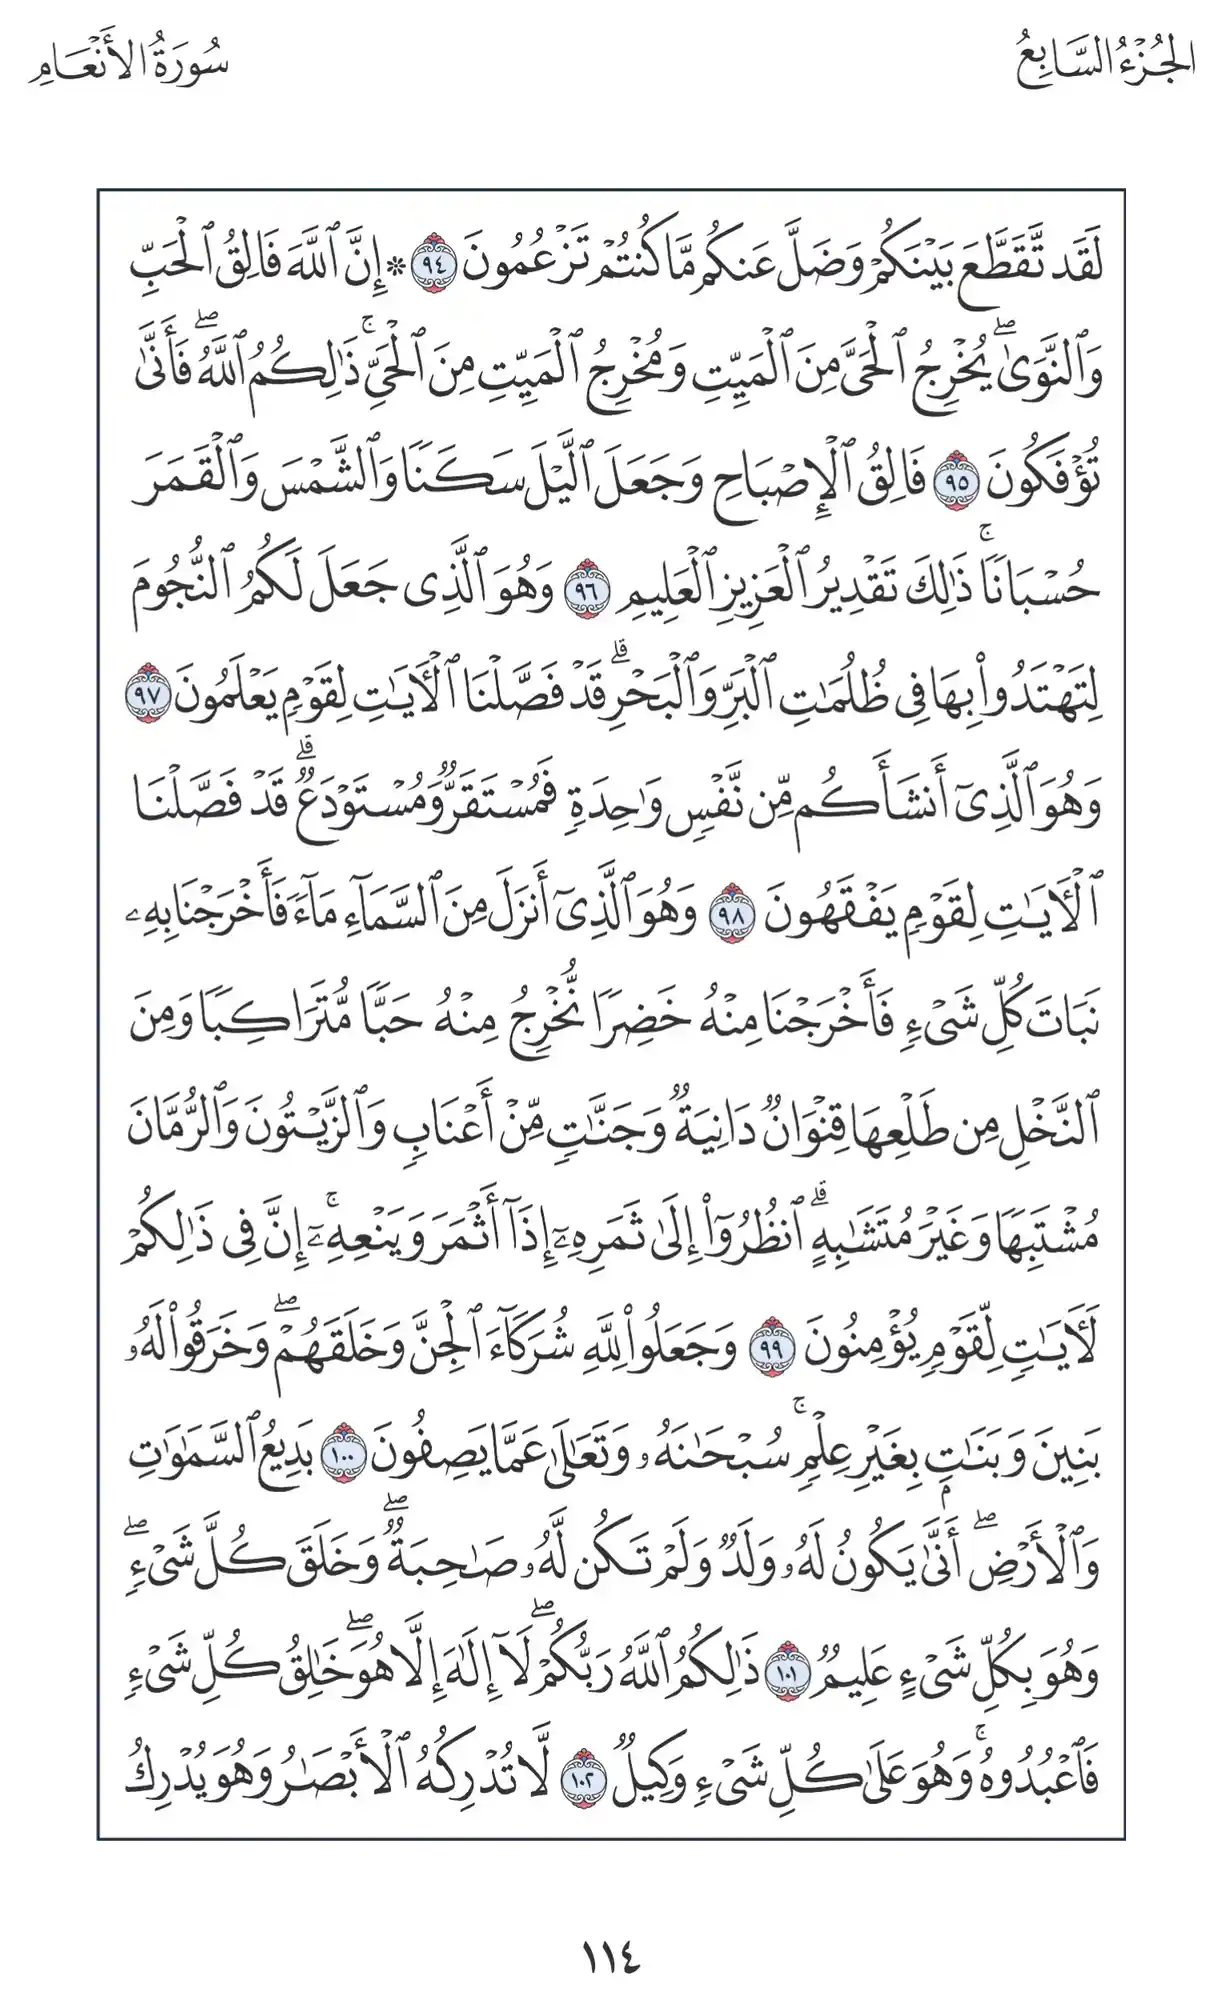 الجُزْءُ السَّابِعُ
سُورَةُ الأَنْعَامِ
لَقَد تَّقَطَّعَ بَيْنَكُمْ وَضَلَّ عَنكُم مَّا كُنتُمْ تَزْعُمُونَ ٩٤ * إِنَّ ٱللَّهَ فَالِقُ ٱلْحَبِّ
وَٱلنَّوَىٰۖ يُخْرِجُ ٱلْحَىَّ مِنَ ٱلْمَيِّتِ وَمُخْرِجُ ٱلْمَيِّتِ مِنَ ٱلْحَىِّۚ ذَٰلِكُمُ ٱللَّهُۖ فَأَنَّىٰ
تُؤْفَكُونَ ٩٥ فَالِقُ ٱلْإِصْبَاحِ وَجَعَلَ ٱلَّيْلَ سَكَنًا وَٱلشَّمْسَ وَٱلْقَمَرَ
حُسْبَانًاۚ ذَٰلِكَ تَقْدِيرُ ٱلْعَزِيزِ ٱلْعَلِيمِ ٩٦ وَهُوَ ٱلَّذِى جَعَلَ لَكُمُ ٱلنُّجُومَ
لِتَهْتَدُوا۟ بِهَا فِى ظُلُمَٰتِ ٱلْبَرِّ وَٱلْبَحْرِۗ قَدْ فَصَّلْنَا ٱلْـَٔايَٰتِ لِقَوْمٍ يَعْلَمُونَ ٩٧
وَهُوَ ٱلَّذِىٓ أَنشَأَكُم مِّن نَّفْسٍ وَٰحِدَةٍ فَمُسْتَقَرٌّ وَمُسْتَوْدَعٌۗ قَدْ فَصَّلْنَا
ٱلْـَٔايَٰتِ لِقَوْمٍ يَفْقَهُونَ ٩٨ وَهُوَ ٱلَّذِىٓ أَنزَلَ مِنَ ٱلسَّمَآءِ مَآءً فَأَخْرَجْنَا بِهِۦ
نَبَاتَ كُلِّ شَىْءٍ فَأَخْرَجْنَا مِنْهُ خَضِرًا نُّخْرِجُ مِنْهُ حَبًّا مُّتَرَاكِبًا وَمِنَ
ٱلنَّخْلِ مِن طَلْعِهَا قِنْوَانٌ دَانِيَةٌ وَجَنَّٰتٍ مِّنْ أَعْنَابٍ وَٱلزَّيْتُونَ وَٱلرُّمَّانَ
مُشْتَبِهًا وَغَيْرَ مُتَشَٰبِهٍۗ ٱنظُرُوٓا۟ إِلَىٰ ثَمَرِهِۦٓ إِذَآ أَثْمَرَ وَيَنْعِهِۦٓۚ إِنَّ فِى ذَٰلِكُمْ
لَـَٔايَٰتٍ لِّقَوْمٍ يُؤْمِنُونَ ٩٩ وَجَعَلُوا۟ لِلَّهِ شُرَكَآءَ ٱلْجِنَّ وَخَلَقَهُمْۖ وَخَرَقُوا۟ لَهُۥ
بَنِينَ وَبَنَٰتٍۭ بِغَيْرِ عِلْمٍۚ سُبْحَٰنَهُۥ وَتَعَٰلَىٰ عَمَّا يَصِفُونَ ١٠٠ بَدِيعُ ٱلسَّمَٰوَٰتِ
وَٱلْأَرْضِۖ أَنَّىٰ يَكُونُ لَهُۥ وَلَدٌ وَلَمْ تَكُن لَّهُۥ صَٰحِبَةٌۖ وَخَلَقَ كُلَّ شَىْءٍۖ
وَهُوَ بِكُلِّ شَىْءٍ عَلِيمٌ ١٠١ ذَٰلِكُمُ ٱللَّهُ رَبُّكُمْۖ لَآ إِلَٰهَ إِلَّا هُوَۖ خَٰلِقُ كُلِّ شَىْءٍ
فَٱعْبُدُوهُۚ وَهُوَ عَلَىٰ كُلِّ شَىْءٍ وَكِيلٌ ١٠٢ لَّا تُدْرِكُهُ ٱلْأَبْصَٰرُ وَهُوَ يُدْرِكُ
١١٤